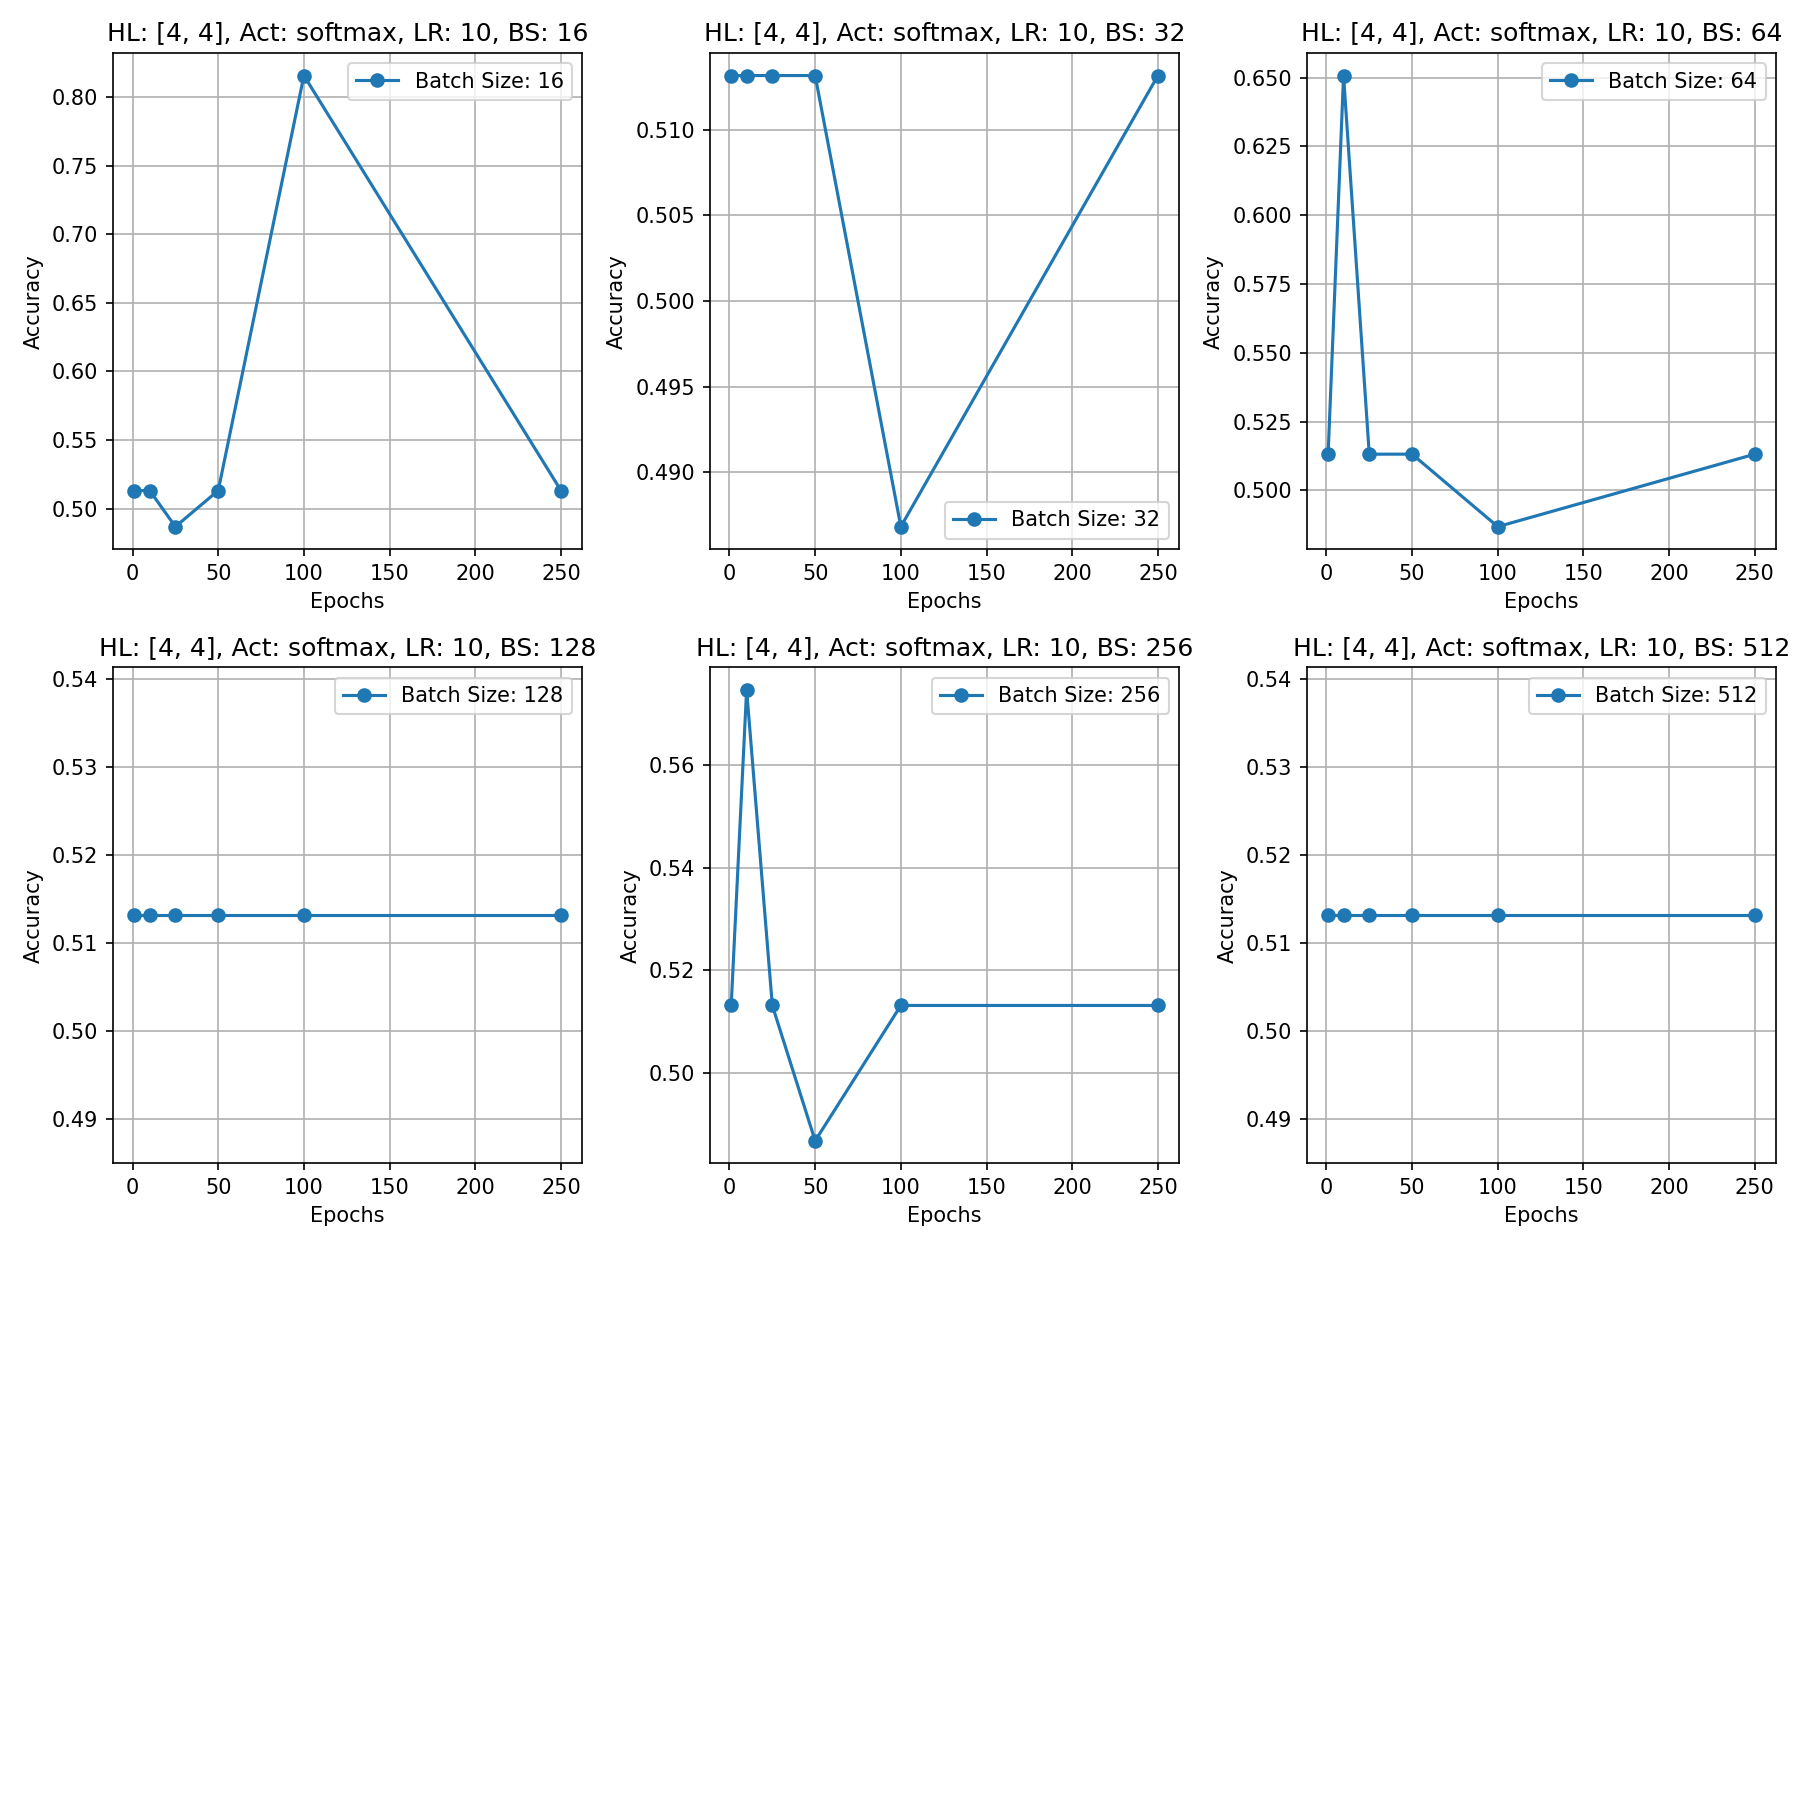 HL: [4, 4], Act: softmax, LR: 10, BS: 16
Batch Size: 16
Accuracy
0.80
0.75
0.70
0.65
0.60
0.55
0.50
0 50 100 150 200 250
Epochs
HL: [4, 4], Act: softmax, LR: 10, BS: 32
Accuracy
0.510
0.505
0.500
0.495
0.490
Batch Size: 32
0 50 100 150 200 250
Epochs
HL: [4, 4], Act: softmax, LR: 10, BS: 64
Batch Size: 64
Accuracy
0.650
0.625
0.600
0.575
0.550
0.525
0.500
0 50 100 150 200 250
Epochs
HL: [4, 4], Act: softmax, LR: 10, BS: 128
Batch Size: 128
Accuracy
0.54
0.53
0.52
0.51
0.50
0.49
0 50 100 150 200 250
Epochs
HL: [4, 4], Act: softmax, LR: 10, BS: 256
Batch Size: 256
Accuracy
0.56
0.54
0.52
0.50
0 50 100 150 200 250
Epochs
HL: [4, 4], Act: softmax, LR: 10, BS: 512
Batch Size: 512
Accuracy
0.54
0.53
0.52
0.51
0.50
0.49
0 50 100 150 200 250
Epochs